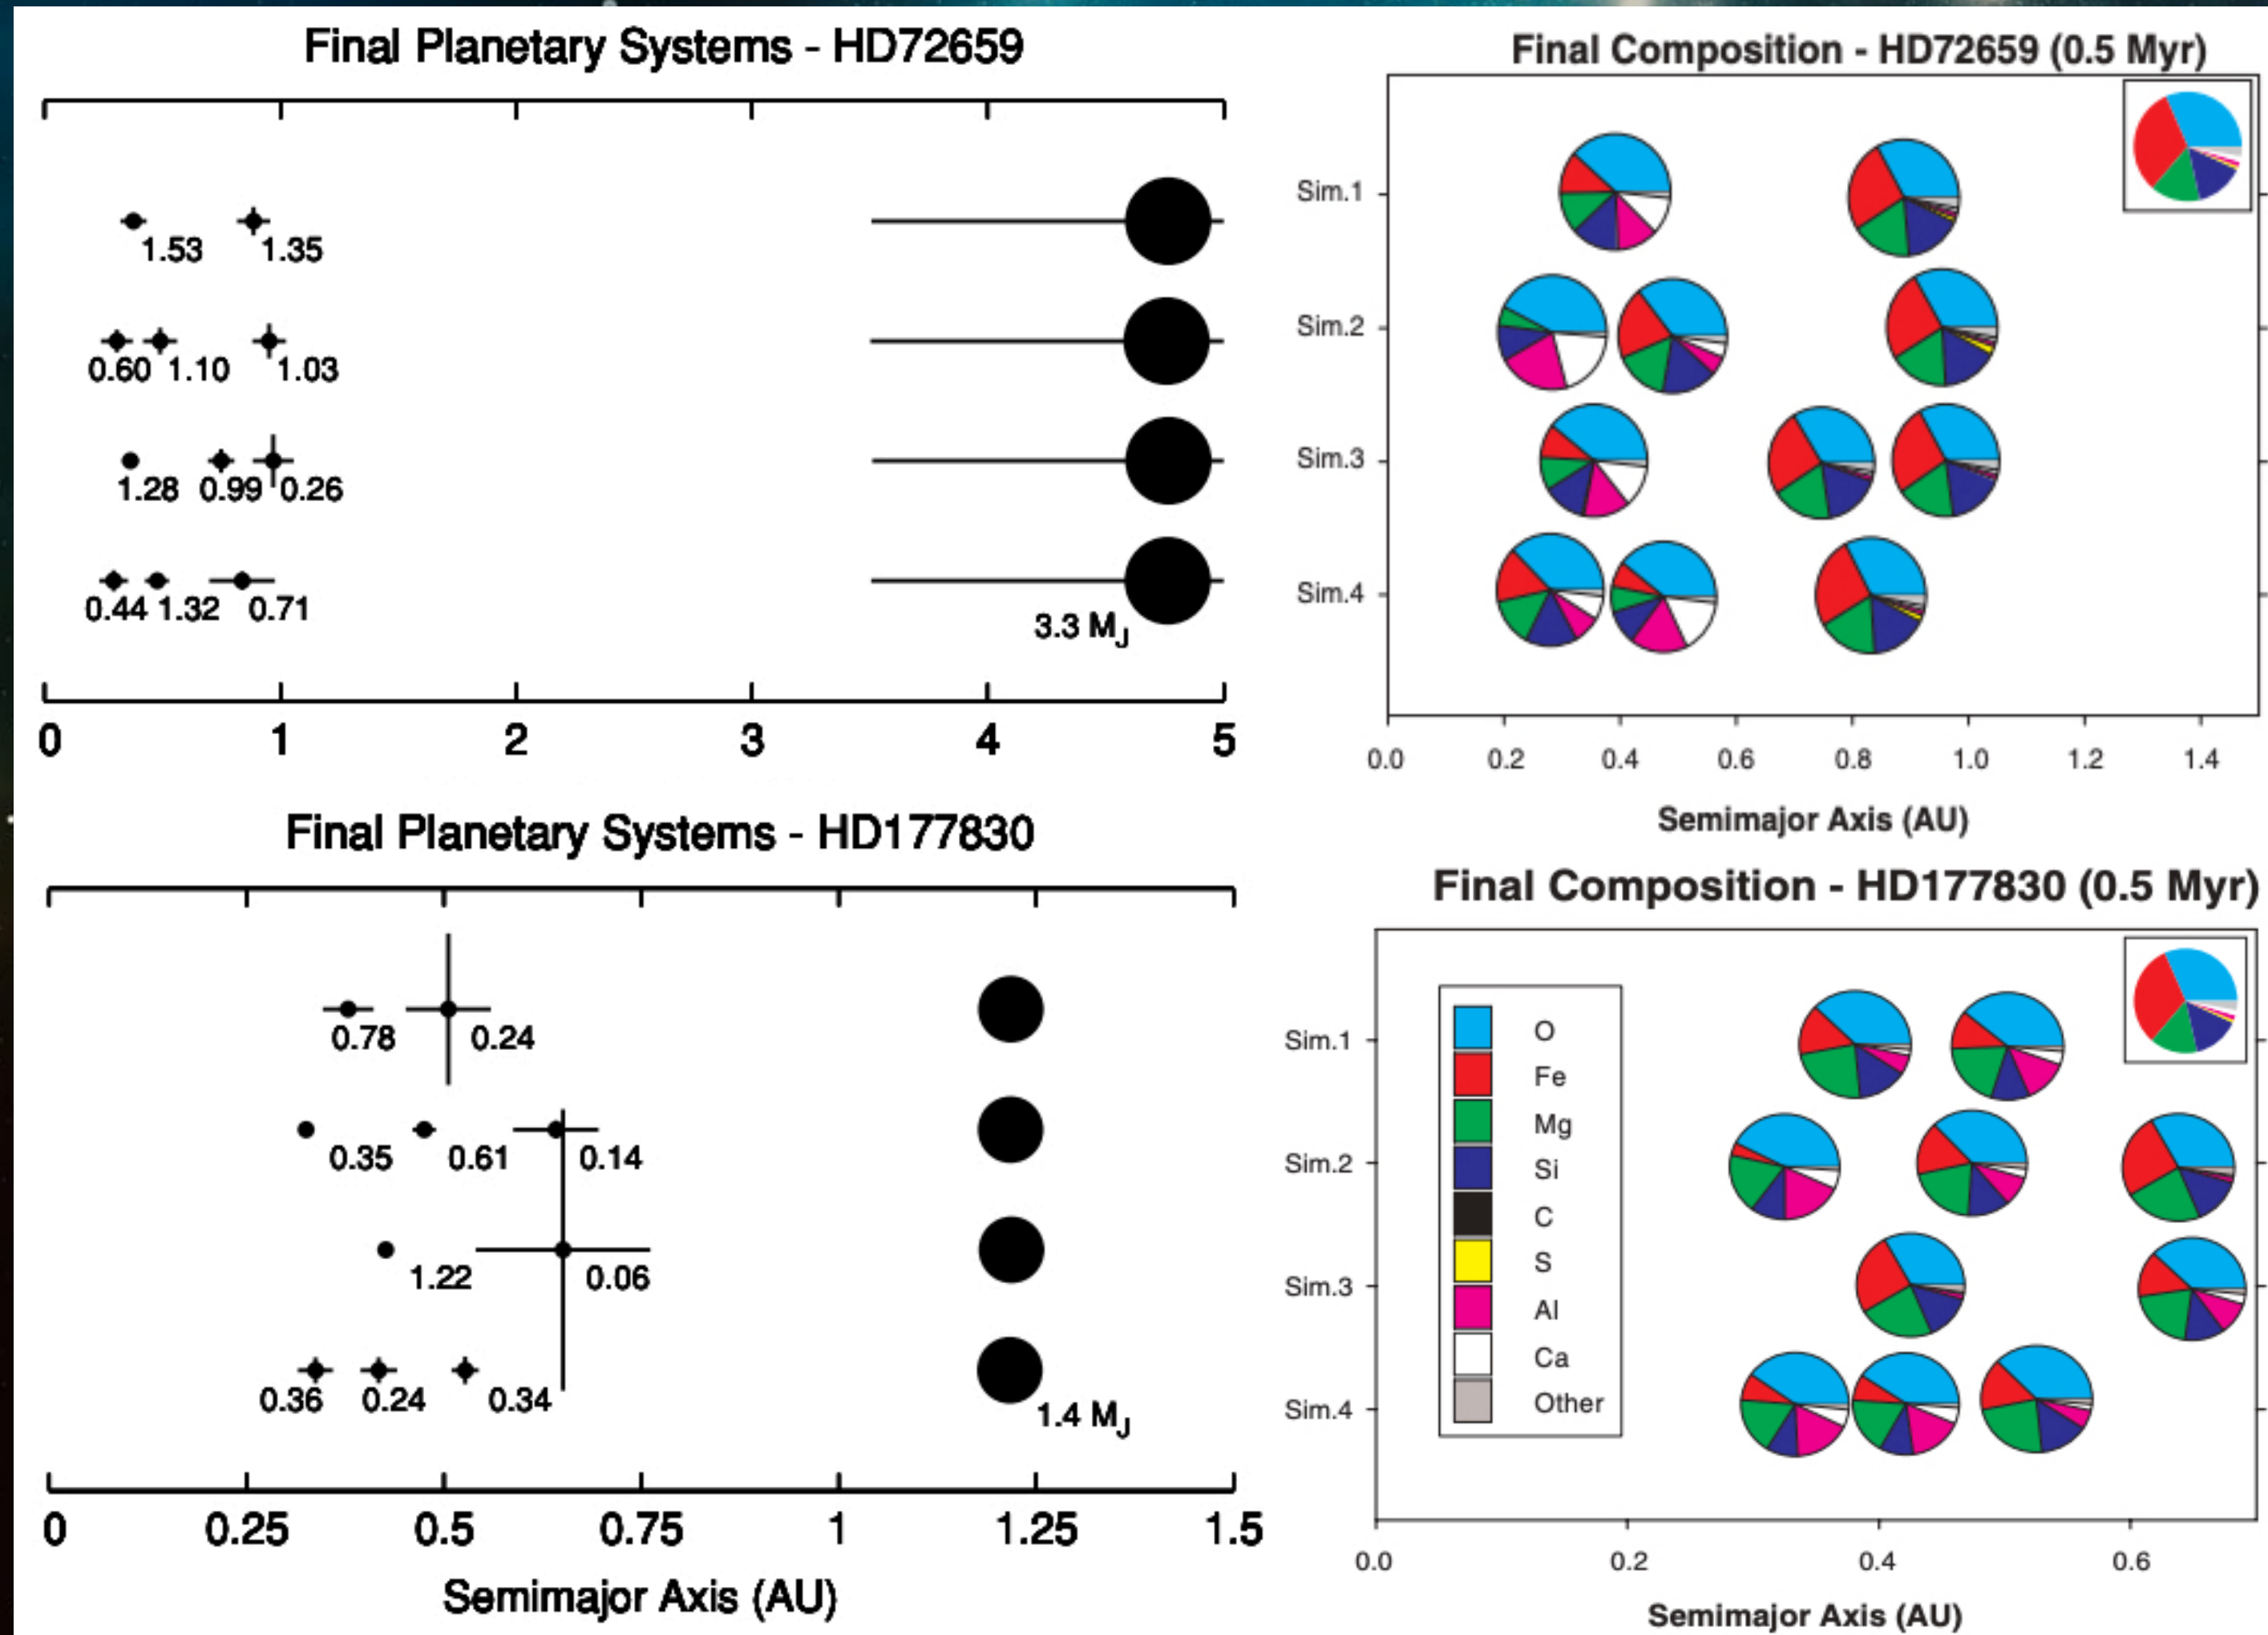 Final Planetary Systems - HD72659
1.53 1.35
0.60 1.10 1.03
1.28 0.99 0.26
0.44 1.32 0.71
3.3 MJ
0 1 2 3 4 5
Final Composition - HD72659 (0.5 Myr)
Sim.1
Sim.2
Sim.3
Sim.4
0.0 0.2 0.4 0.6 0.8 1.0 1.2 1.4
Semimajor Axis (AU)
Final Planetary Systems - HD177830
0.78 0.24
0.35 0.61 0.14
1.22 0.06
0.36 0.24 0.34
1.4 MJ
0 0.25 0.5 0.75 1 1.25 1.5
Semimajor Axis (AU)
Final Composition - HD177830 (0.5 Myr)
Sim.1
Sim.2
Sim.3
Sim.4
O
Fe
Mg
Si
C
S
Al
Ca
Other
0.0 0.2 0.4 0.6
Semimajor Axis (AU)